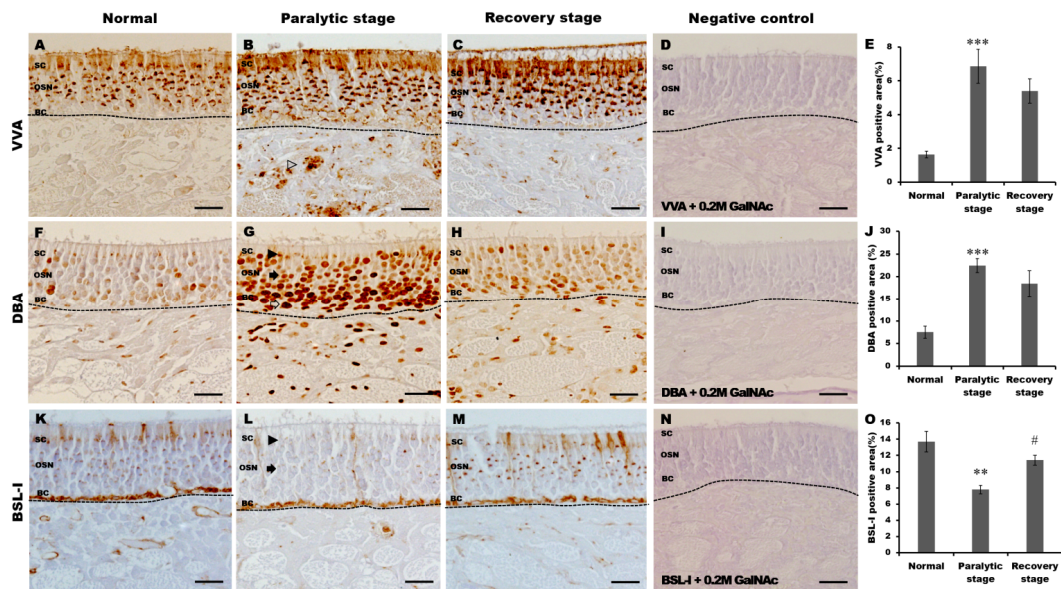 Normal Paralytic stage Recovery stage Negative control
VVA
A
SC
OSN
BC
B
SC
OSN
BC
C
SC
OSN
BC
D
SC
OSN
BC
VVA + 0.2M GalNAc
E
VVA positive area(%)
8
6
4
2
0
***
Normal Paralytic stage Recovery stage
DBA
F
SC
OSN
BC
G
SC
OSN
BC
H
SC
OSN
BC
I
SC
OSN
BC
DBA + 0.2M GalNAc
J
DBA positive area (%)
30
25
20
15
10
5
0
***
Normal Paralytic stage Recovery stage
BSL-I
K
SC
OSN
BC
L
SC
OSN
BC
M
SC
OSN
BC
N
SC
OSN
BC
BSL-I + 0.2M GalNAc
O
BSL-I positive area(%)
16
14
12
10
8
6
4
2
0
**
#
Normal Paralytic stage Recovery stage